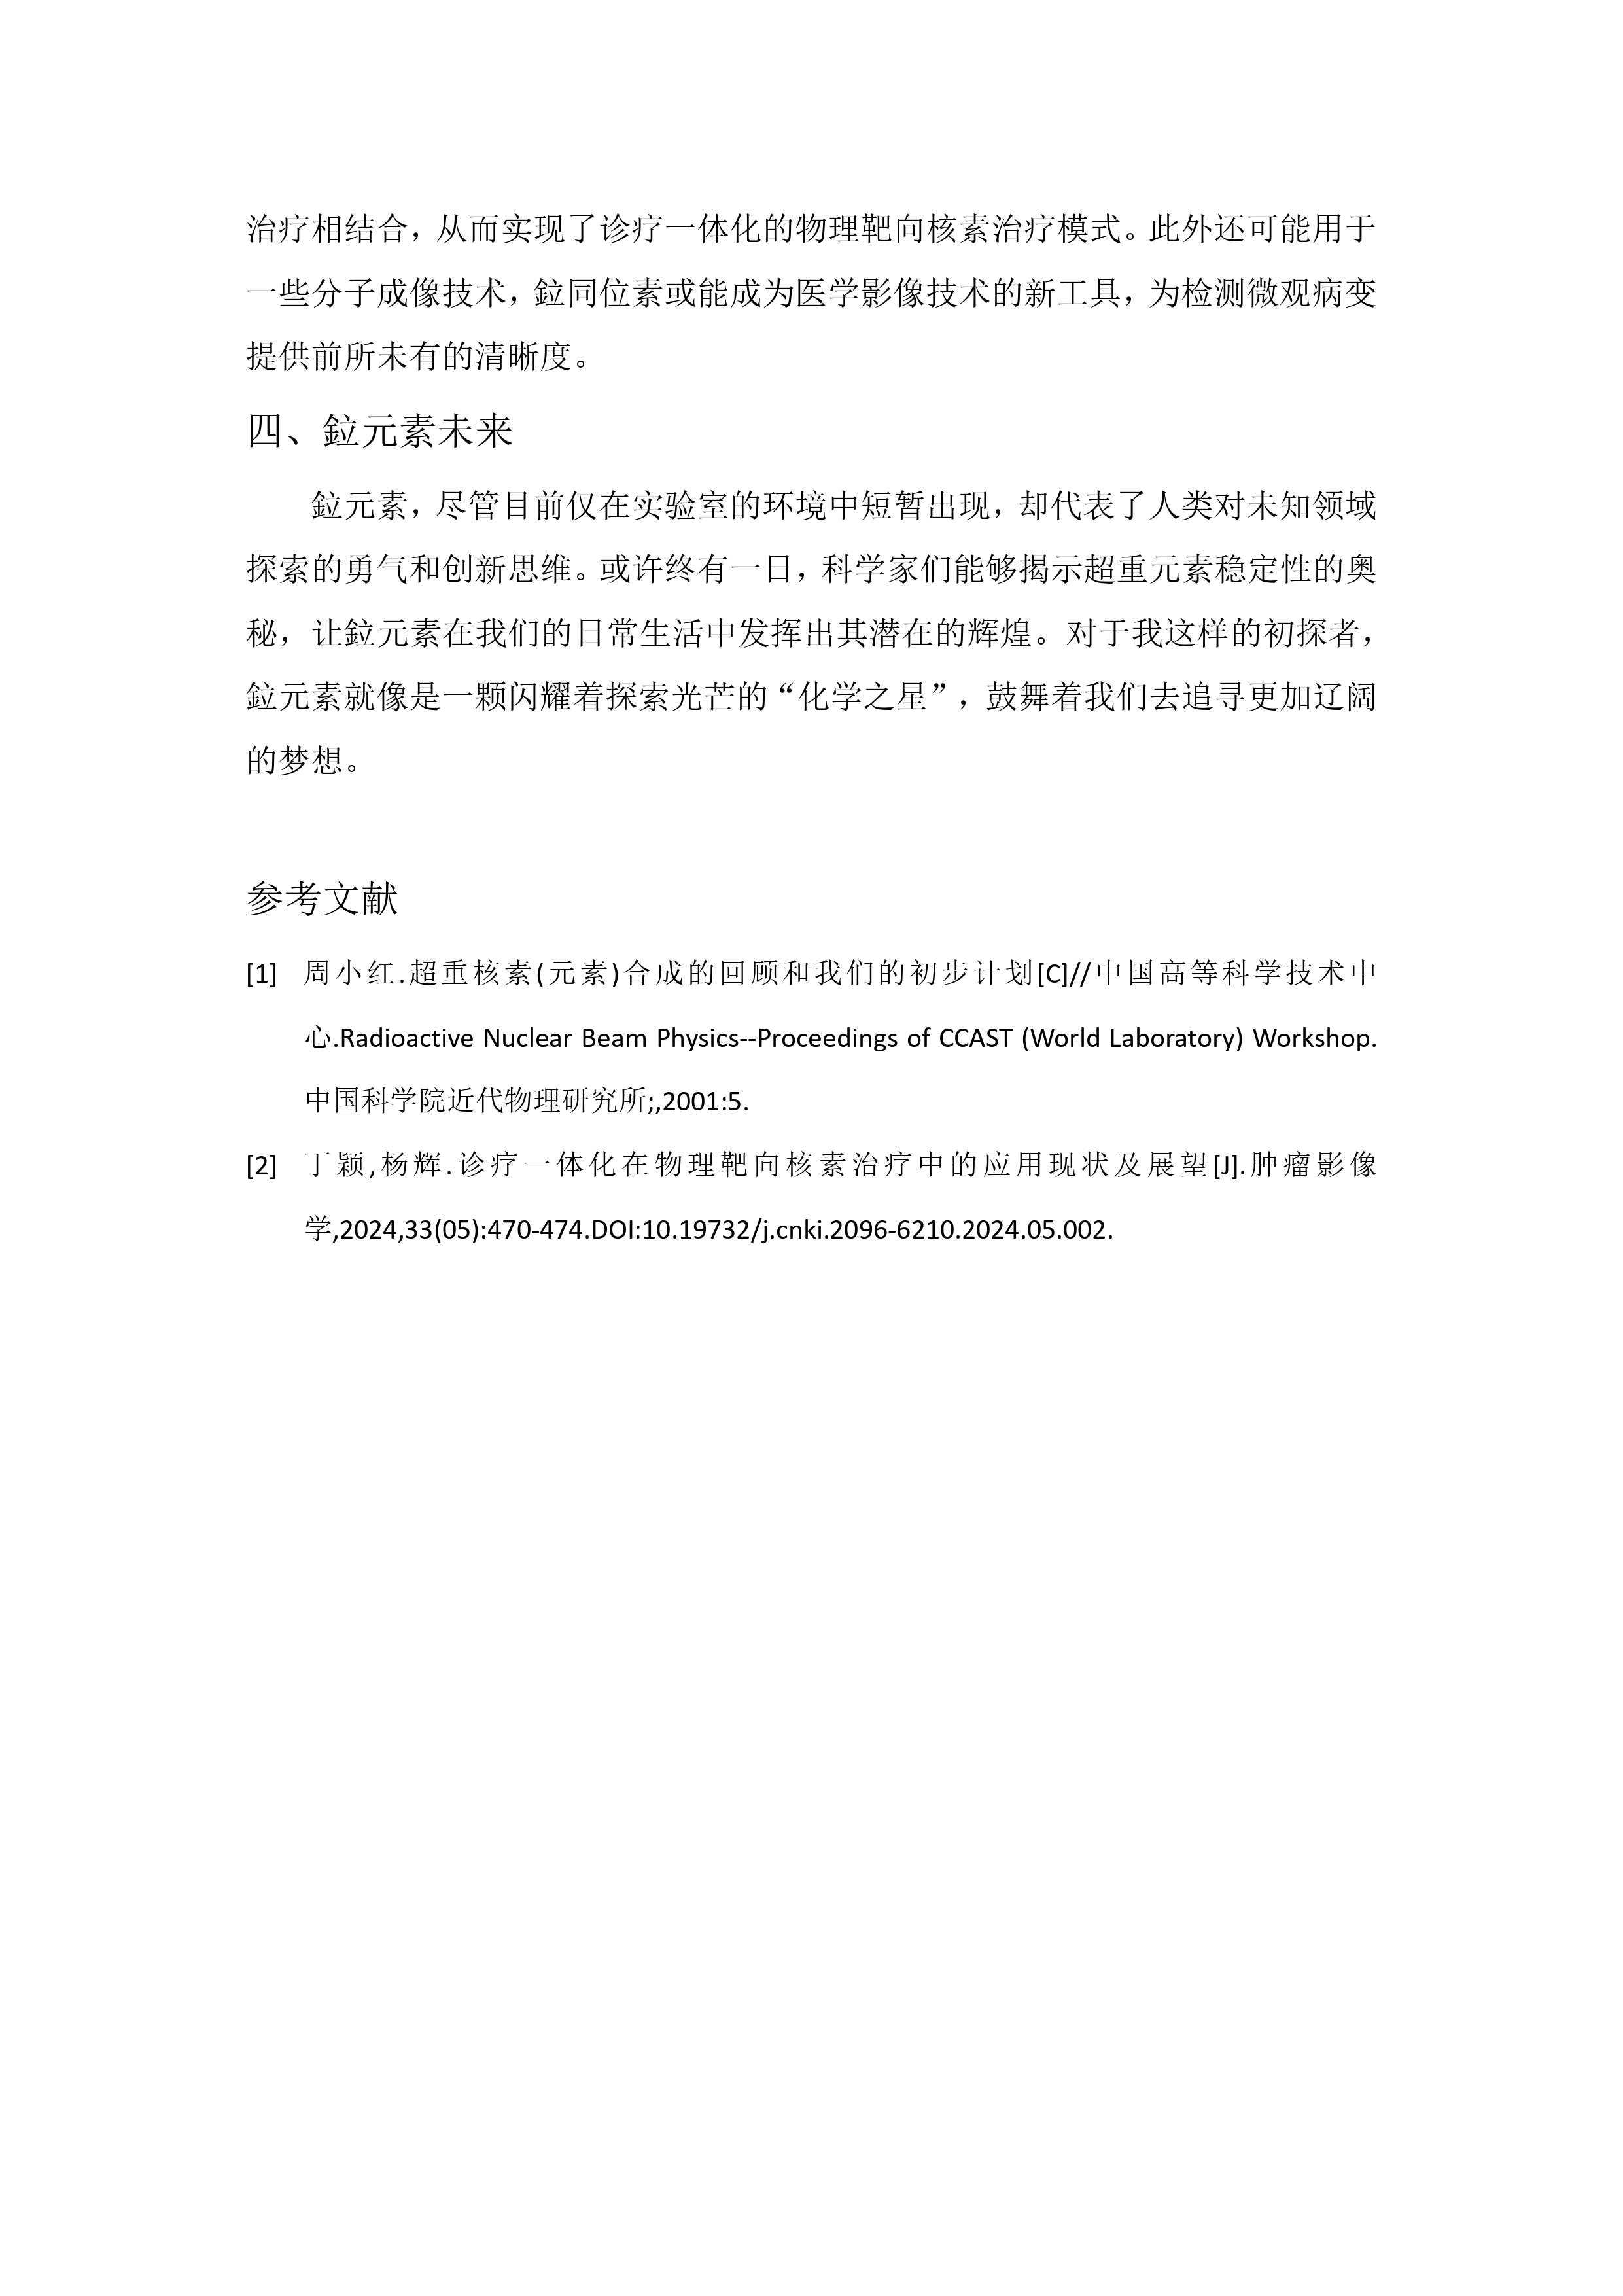 治疗相结合，从而实现了诊疗一体化的物理靶向核素治疗模式。此外还可能用于
一些分子成像技术，鉝同位素或能成为医学影像技术的新工具，为检测微观病变
提供前所未有的清晰度。
四、鉝元素未来
鉝元素，尽管目前仅在实验室的环境中短暂出现，却代表了人类对未知领域
探索的勇气和创新思维。或许终有一日，科学家们能够揭示超重元素稳定性的奥
秘，让鉝元素在我们的日常生活中发挥出其潜在的辉煌。对于我这样的初探者，
鉝元素就像是一颗闪耀着探索光芒的“化学之星”，鼓舞着我们去追寻更加辽阔
的梦想。
参考文献
[1] 周小红.超重核素(元素)合成的回顾和我们的初步计划[C]//中国高等科学技术中
心.Radioactive Nuclear Beam Physics--Proceedings of CCAST (World Laboratory) Workshop.
中国科学院近代物理研究所;,2001:5.
[2] 丁颖,杨辉.诊疗一体化在物理靶向核素治疗中的应用现状及展望[J].肿瘤影像
学,2024,33(05):470-474.DOI:10.19732/j.cnki.2096-6210.2024.05.002.